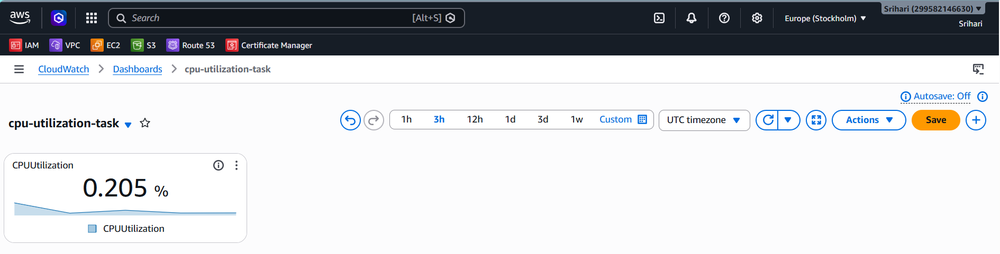 aws
Search [Alt+S]
Europe (Stockholm)
Srihari (299582146630)
Srihari
IAM VPC EC2 S3 Route 53 Certificate Manager
CloudWatch Dashboards cpu-utilization-task
Autosave: Off
cpu-utilization-task
1h 3h 12h 1d 3d 1w Custom UTC timezone Actions Save
CPUUtilization
0.205 %
CPUUtilization